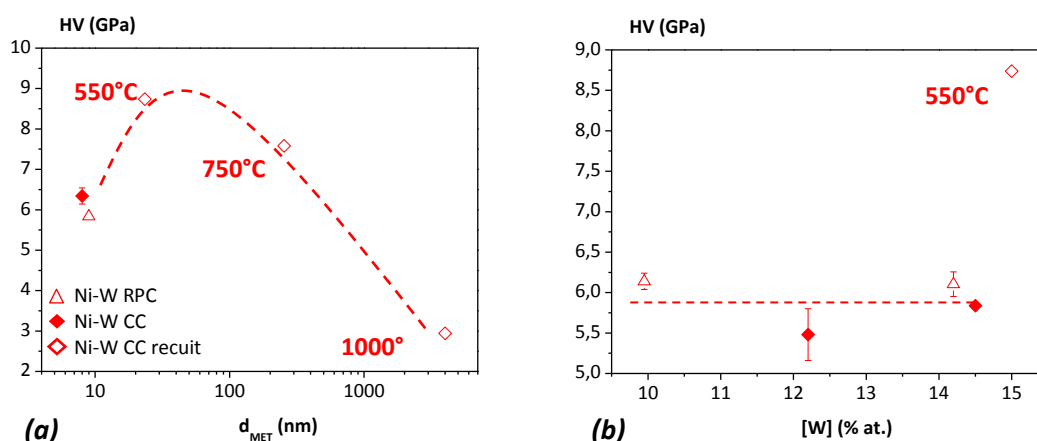 HV (GPa)
10
9
8
7
6
5
4
3
2
550°C
750°C
1000°
Ni-W RPC
Ni-W CC
Ni-W CC recuit
10
100
1000
(a)
d_MET (nm)
HV (GPa)
9,0
8,5
8,0
7,5
7,0
6,5
6,0
5,5
5,0
550°C
10
11
12
13
14
15
(b)
[W] (% at.)